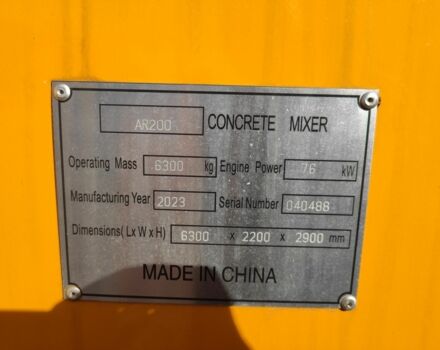 AR200 CONCRETE MIXER
Operating Mass 6300 kg Engine Power 76 kW
Manufacturing Year 2023 Serial Number 040488
Dimensions( Lx W x H) 6300 x 2200 x 2900 mm
MADE IN CHINA